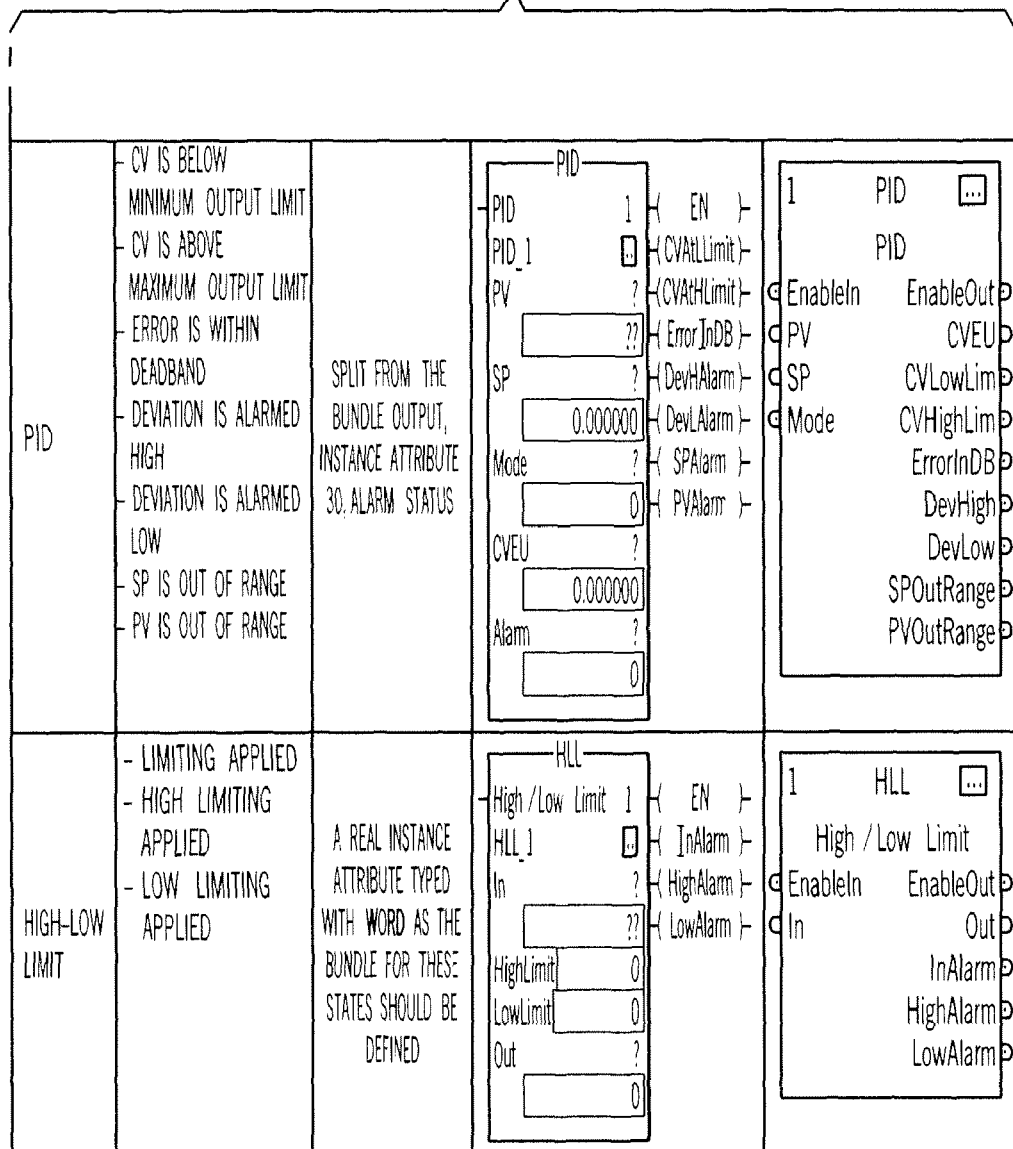 PID
- CV IS BELOW
MINIMUM OUTPUT LIMIT
- CV IS ABOVE
MAXIMUM OUTPUT LIMIT
- ERROR IS WITHIN
DEADBAND
- DEVIATION IS ALARMED
HIGH
- DEVIATION IS ALARMED
LOW
- SP IS OUT OF RANGE
- PV IS OUT OF RANGE
SPLIT FROM THE
BUNDLE OUTPUT,
INSTANCE ATTRIBUTE
30, ALARM STATUS
PID
PID 1
PID_1 ..
PV ?
??
SP ?
0.000000
Mode ?
0
CVEU ?
0.000000
Alarm ?
0
EN
CVAtLLimit
CVAtHLimit
ErrorInDB
DevHAlarm
DevLAlarm
SPAlarm
PVAlarm
1 PID ...
PID
EnableIn EnableOut
PV CVEU
SP CVLowLim
Mode CVHighLim
ErrorInDB
DevHigh
DevLow
SPOutRange
PVOutRange
HIGH-LOW
LIMIT
- LIMITING APPLIED
- HIGH LIMITING
APPLIED
- LOW LIMITING
APPLIED
A REAL INSTANCE
ATTRIBUTE TYPED
WITH WORD AS THE
BUNDLE FOR THESE
STATES SHOULD BE
DEFINED
HLL
High / Low Limit 1
HLL_1 ..
In ?
??
HighLimit 0
LowLimit 0
Out ?
0
EN
InAlarm
HighAlarm
LowAlarm
1 HLL ...
High / Low Limit
EnableIn EnableOut
In Out
InAlarm
HighAlarm
LowAlarm